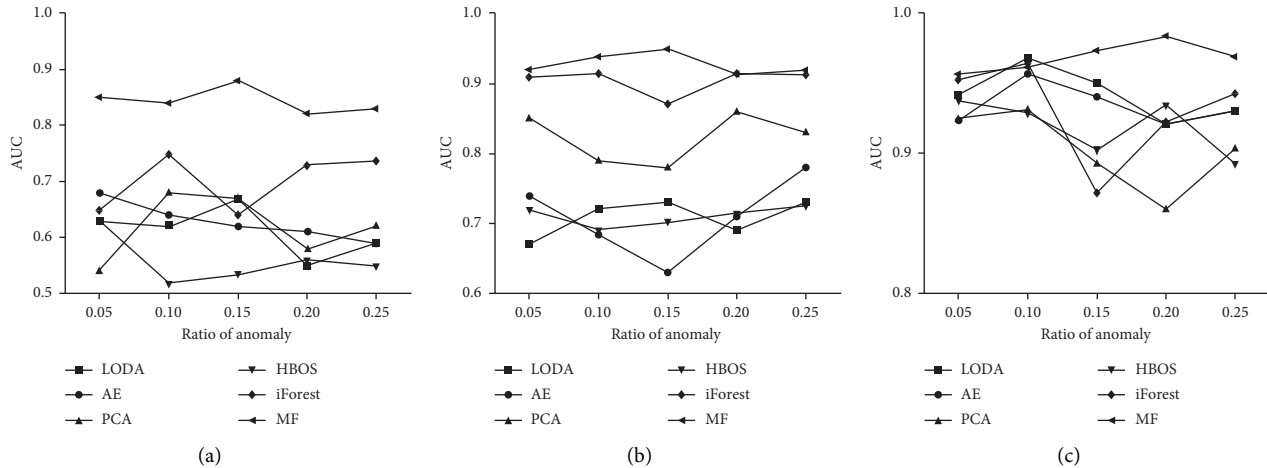 1.0
0.9
0.8
0.7
0.6
0.5
AUC
0.05 0.10 0.15 0.20 0.25
Ratio of anomaly
LODA HBOS
AE iForest
PCA MF
(a)
1.0
0.9
0.8
0.7
0.6
AUC
0.05 0.10 0.15 0.20 0.25
Ratio of anomaly
LODA HBOS
AE iForest
PCA MF
(b)
1.0
0.9
0.8
AUC
0.05 0.10 0.15 0.20 0.25
Ratio of anomaly
LODA HBOS
AE iForest
PCA MF
(c)